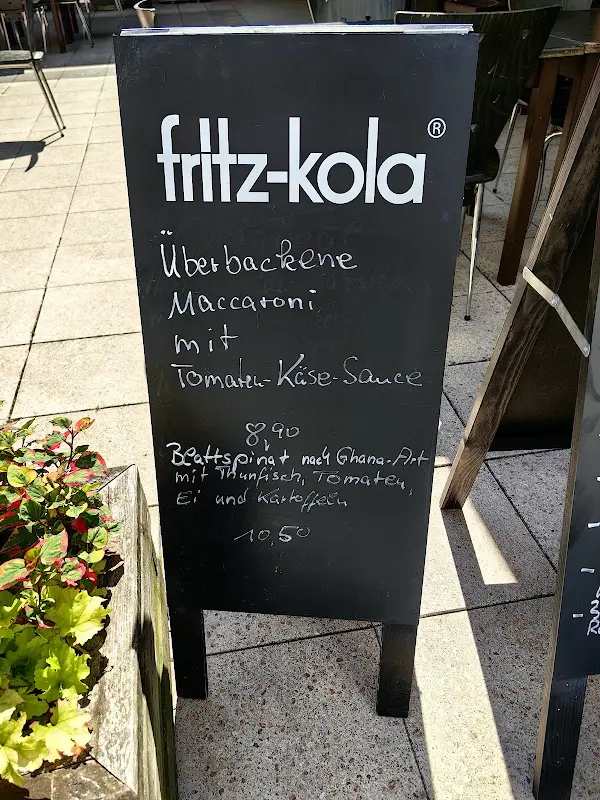 fritz-kola®
Überbackene
Maccaroni
mit
Tomaten-Käse-Sauce
8,90
Blattspinat nach Ghana-Art
mit Thunfisch, Tomaten,
Ei und Kartoffeln
10,50